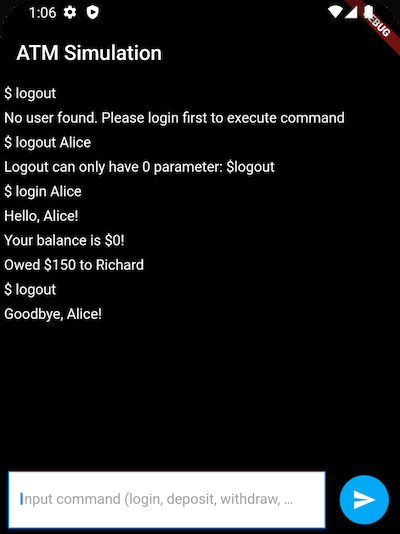 1:06
DEBUG
ATM Simulation
$ logout
No user found. Please login first to execute command
$ logout Alice
Logout can only have 0 parameter: $logout
$ login Alice
Hello, Alice!
Your balance is $0!
Owed $150 to Richard
$ logout
Goodbye, Alice!
Input command (login, deposit, withdraw, …